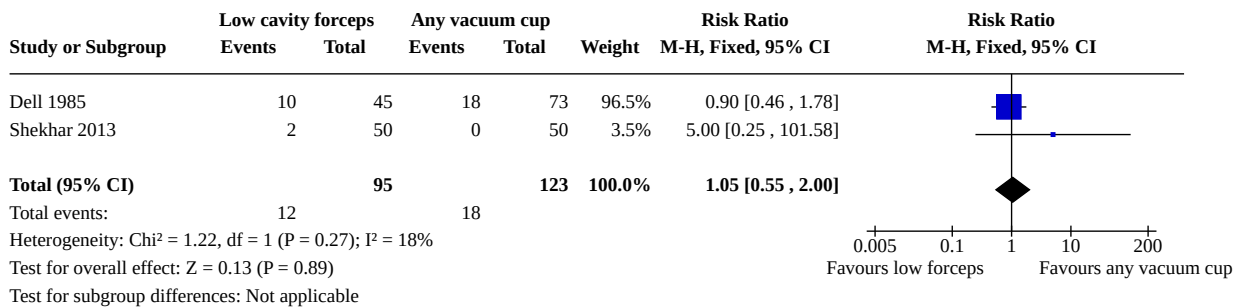 Low cavity forceps Any vacuum cup Risk Ratio Risk Ratio
Study or Subgroup Events Total Events Total Weight M-H, Fixed, 95% CI M-H, Fixed, 95% CI
Dell 1985 10 45 18 73 96.5% 0.90 [0.46 , 1.78]
Shekhar 2013 2 50 0 50 3.5% 5.00 [0.25 , 101.58]
Total (95% CI) 95 123 100.0% 1.05 [0.55 , 2.00]
Total events: 12 18
Heterogeneity: Chi² = 1.22, df = 1 (P = 0.27); I² = 18%
Test for overall effect: Z = 0.13 (P = 0.89)
Test for subgroup differences: Not applicable
0.005 0.1 1 10 200
Favours low forceps Favours any vacuum cup